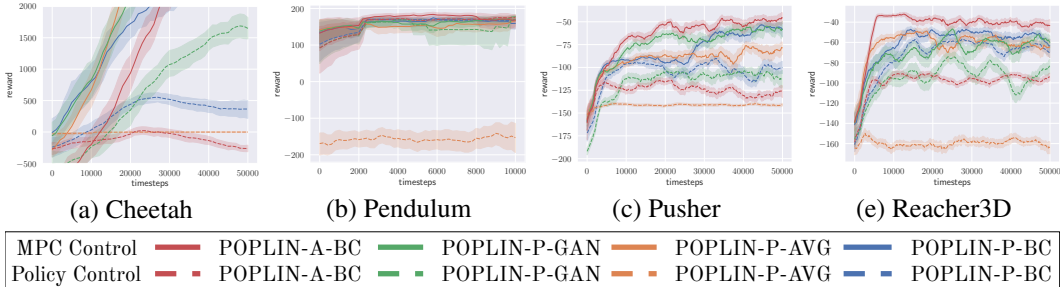 2000
1500
1000
500
0
-500
reward
0 10000 20000 30000 40000 50000
timesteps
(a) Cheetah
200
100
0
-100
-200
reward
0 2000 4000 6000 8000 10000
timesteps
(b) Pendulum
-50
-75
-100
-125
-150
-175
-200
reward
0 10000 20000 30000 40000 50000
timesteps
(c) Pusher
-40
-60
-80
-100
-120
-140
-160
reward
0 10000 20000 30000 40000 50000
timesteps
(e) Reacher3D
MPC Control POPLIN-A-BC POPLIN-P-GAN POPLIN-P-AVG POPLIN-P-BC
Policy Control POPLIN-A-BC POPLIN-P-GAN POPLIN-P-AVG POPLIN-P-BC